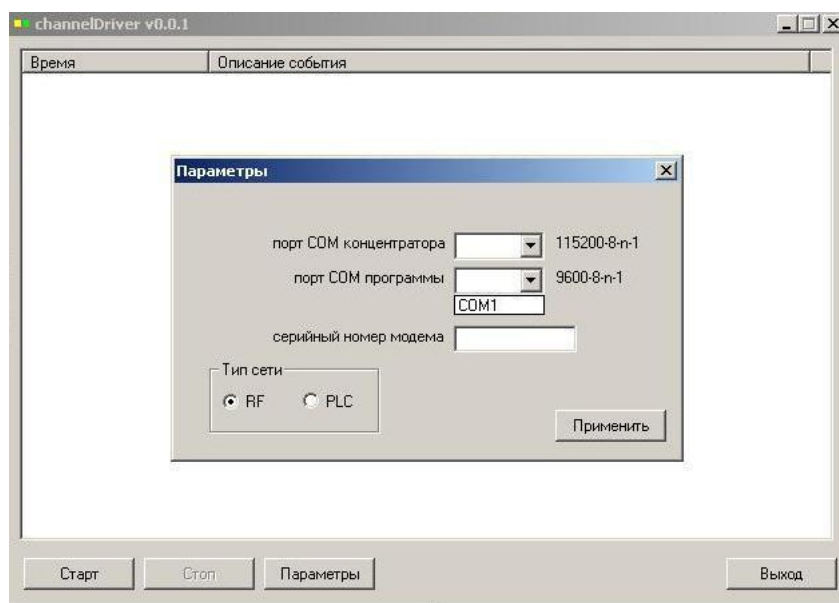 channelDriver v0.0.1
Время Описание события
Параметры
порт COM концентратора 115200-8-n-1
порт COM программы 9600-8-n-1
COM1
серийный номер модема
Тип сети
RF PLC
Применить
Старт Стоп Параметры Выход